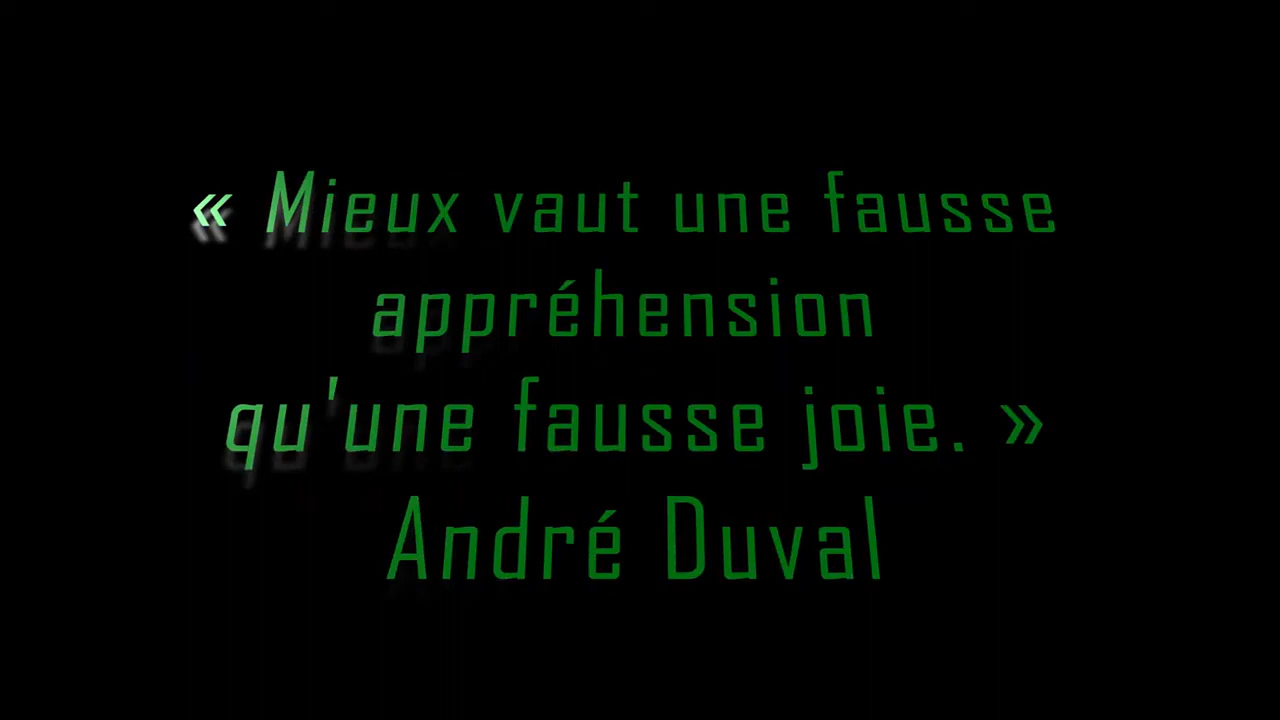 « Mieux vaut une fausse
appréhension
qu'une fausse joie. »
André Duval